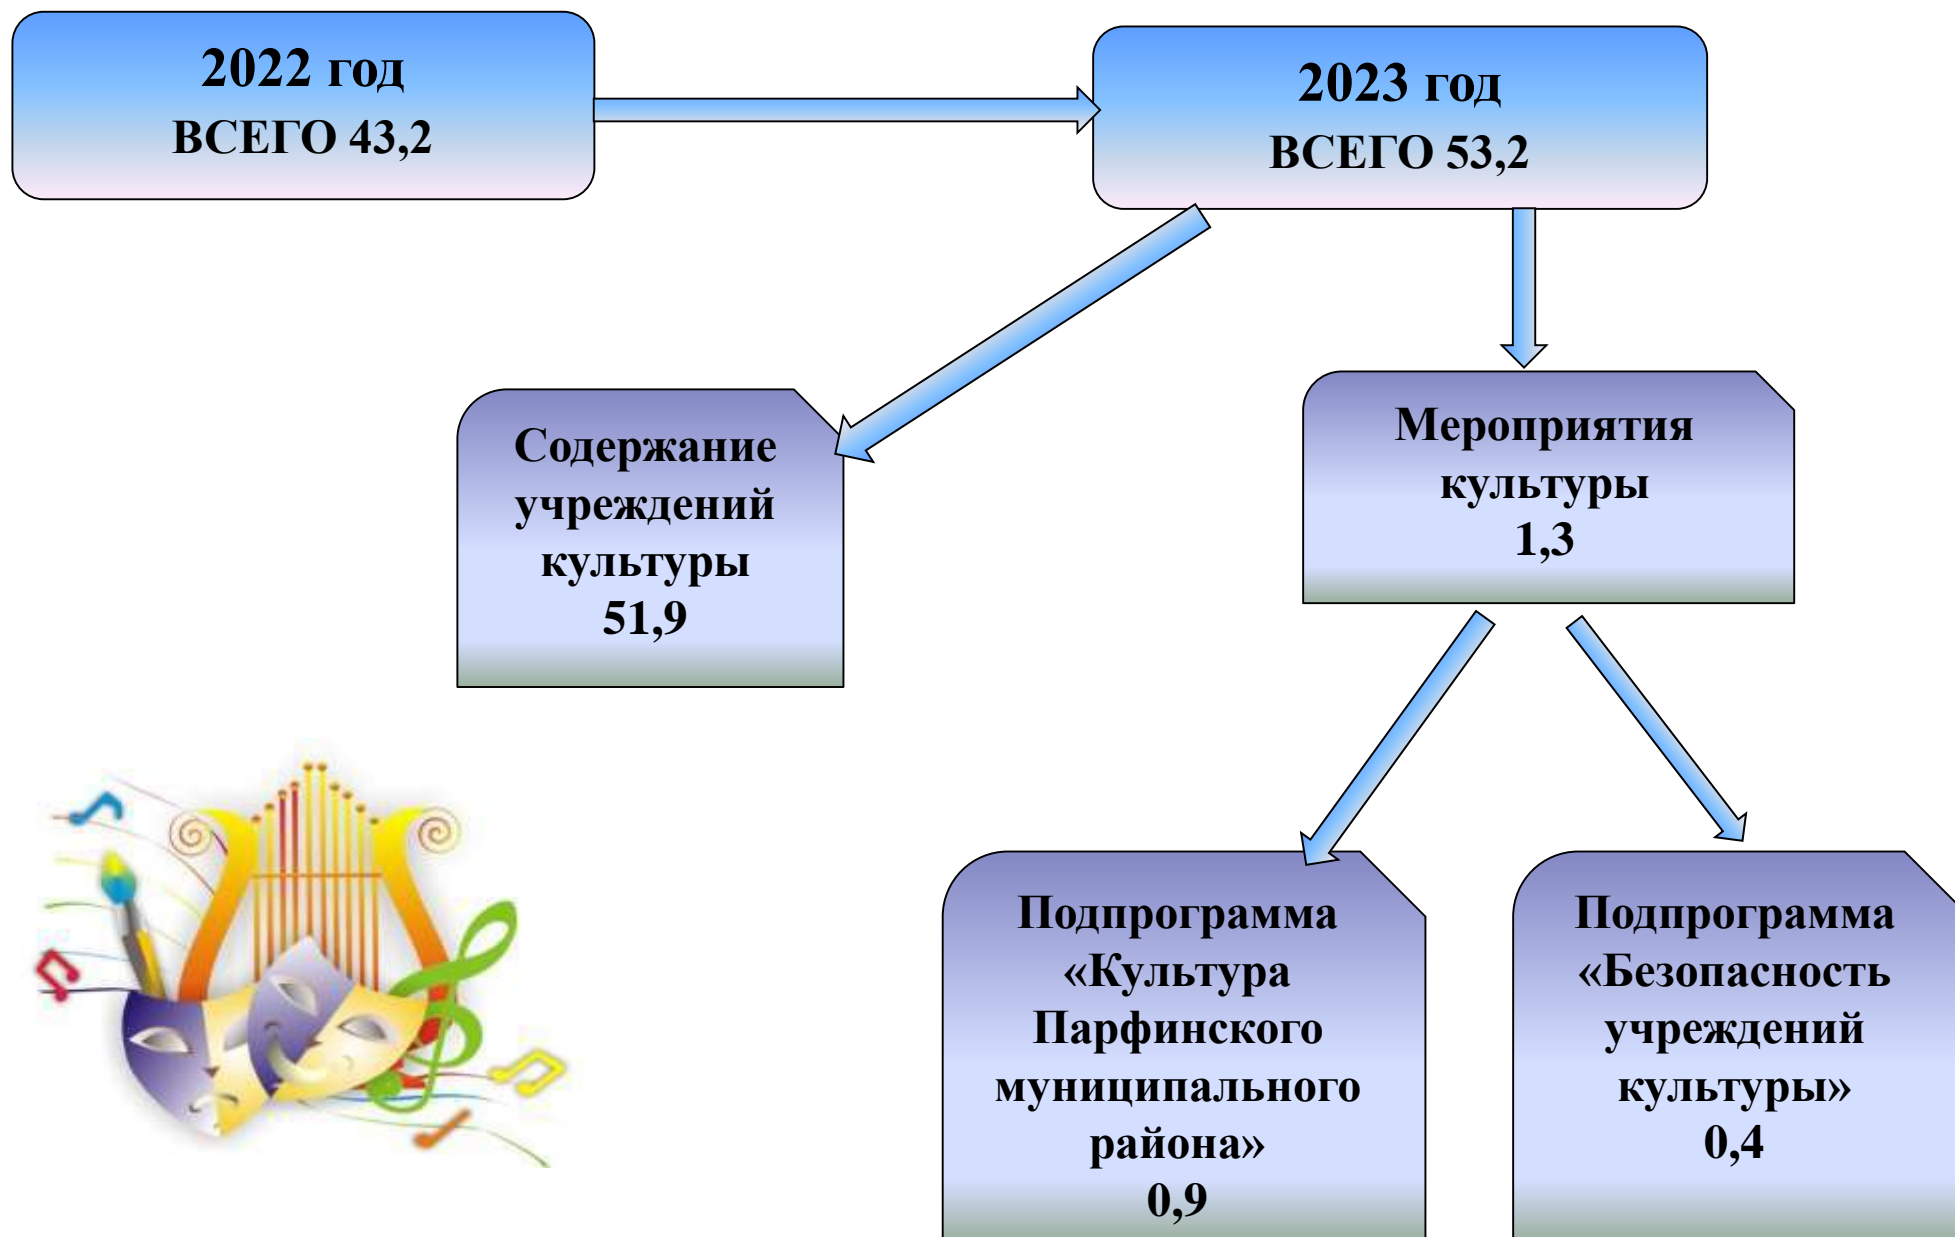 2022 год
ВСЕГО 43,2
2023 год
ВСЕГО 53,2
Содержание
учреждений
культуры
51,9
Мероприятия
культуры
1,3
Подпрограмма
«Культура
Парфинского
муниципального
района»
0,9
Подпрограмма
«Безопасность
учреждений
культуры»
0,4